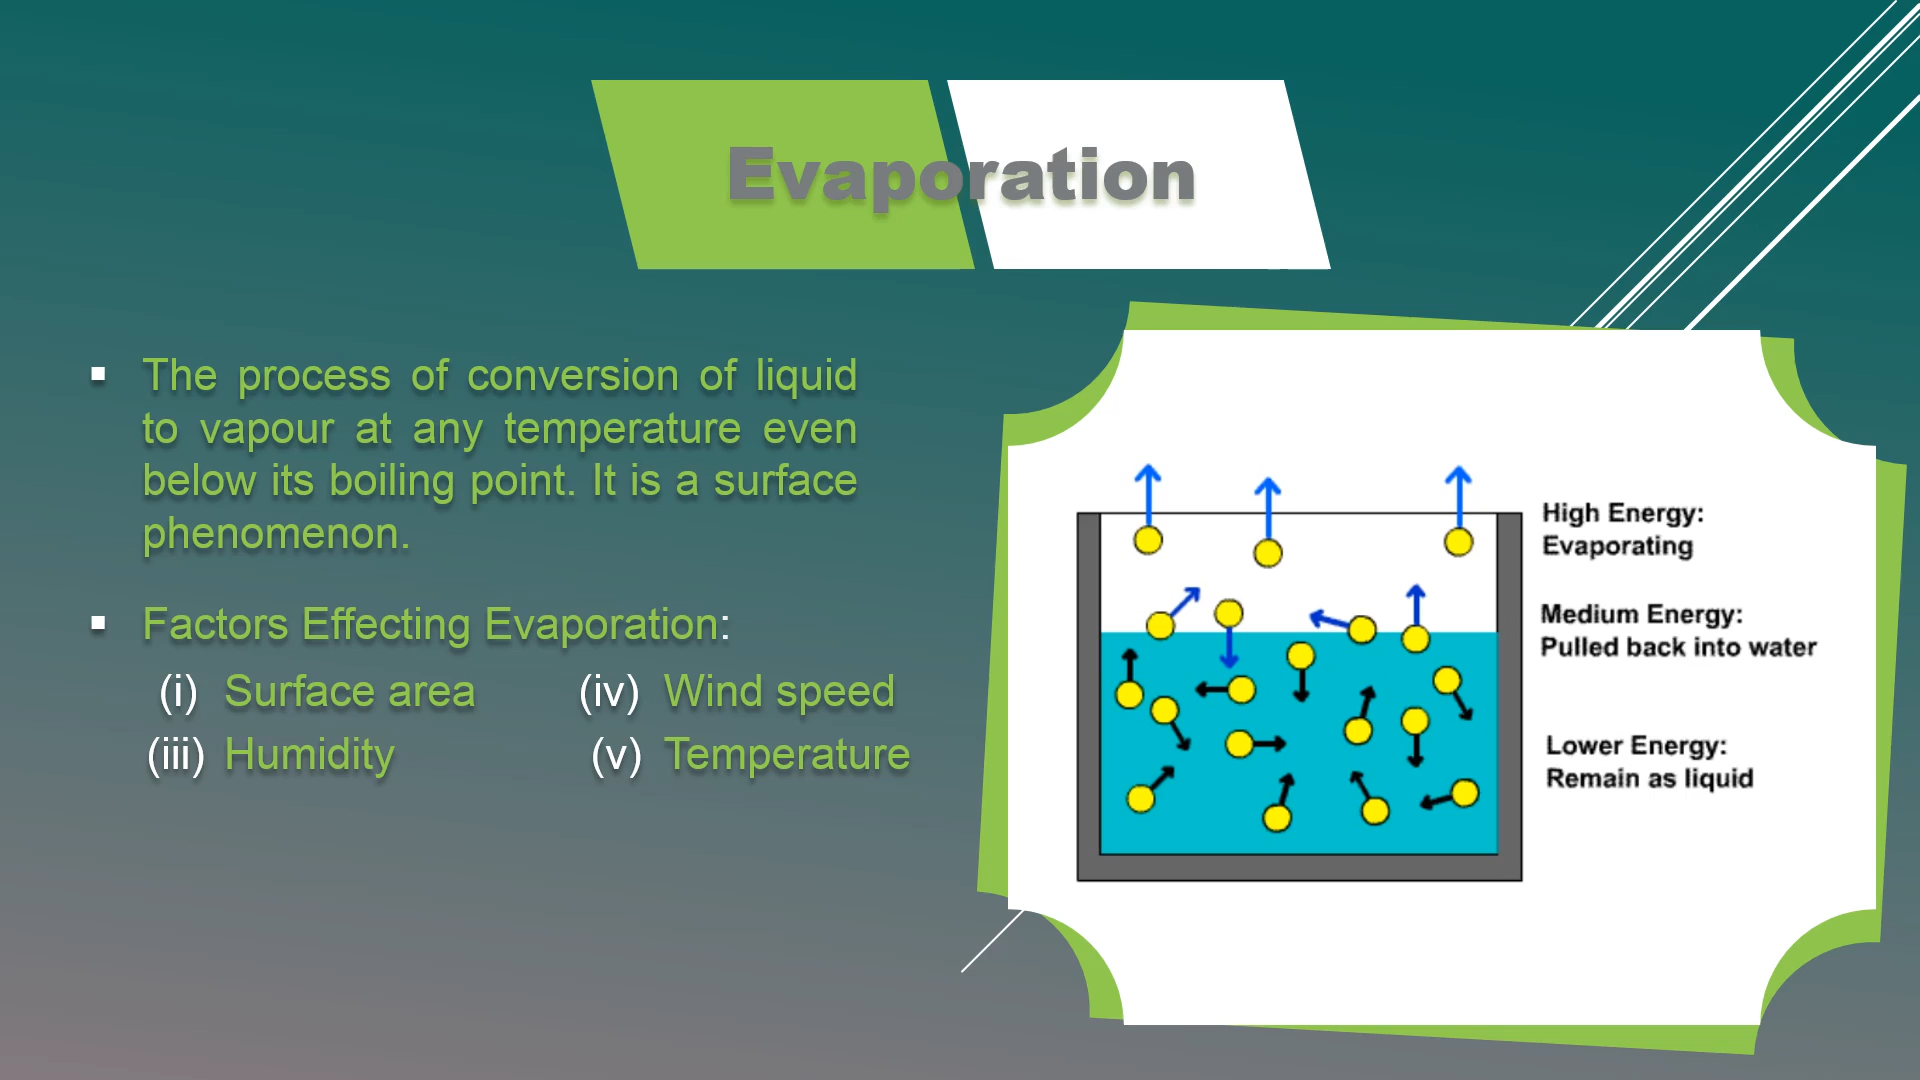 Evaporation
▪ The process of conversion of liquid
to vapour at any temperature even
below its boiling point. It is a surface
phenomenon.
▪ Factors Effecting Evaporation:
(i) Surface area (iv) Wind speed
(iii) Humidity (v) Temperature
High Energy:
Evaporating
Medium Energy:
Pulled back into water
Lower Energy:
Remain as liquid